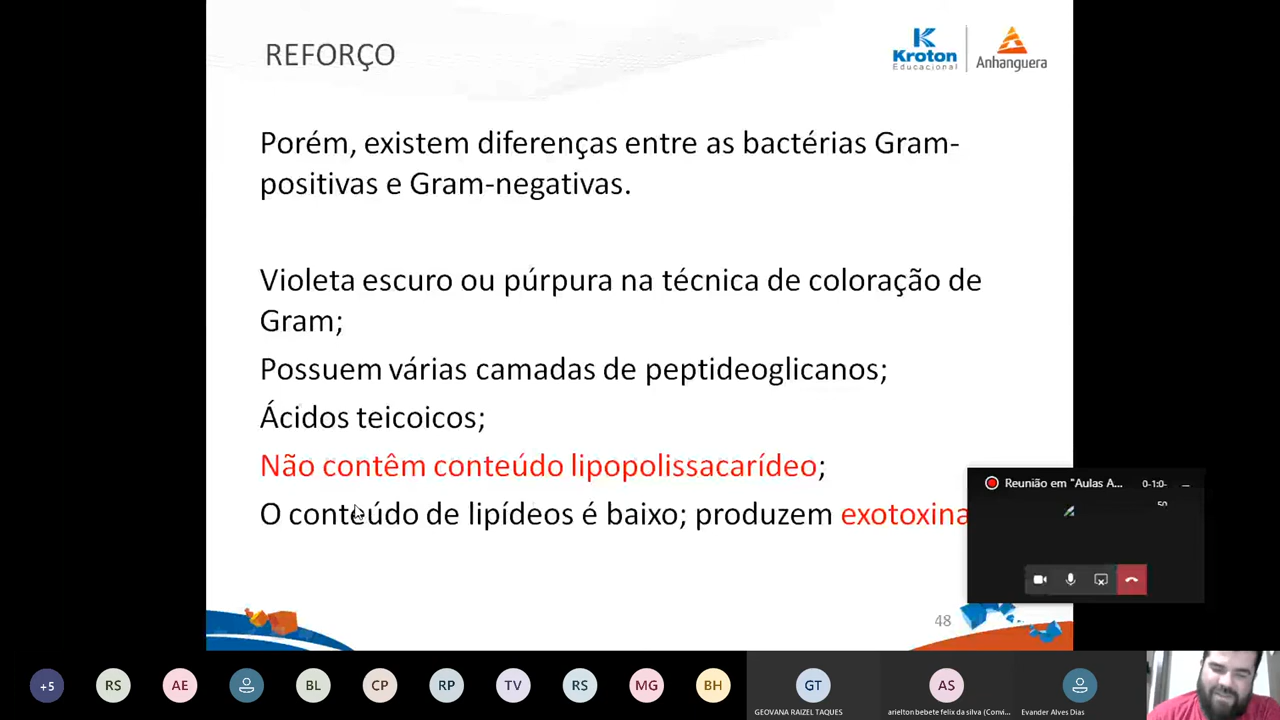 REFORÇO
Kroton
Educacional
Anhanguera
Porém, existem diferenças entre as bactérias Gram-
positivas e Gram-negativas.
Violeta escuro ou púrpura na técnica de coloração de
Gram;
Possuem várias camadas de peptideoglicanos;
Ácidos teicoicos;
Não contêm conteúdo lipopolissacarídeo;
O conteúdo de lipídeos é baixo; produzem exotoxina
Reunião em "Aulas A...
48
+5
RS
AE
BL
CP
RP
TV
RS
MG
BH
GT
AS
GEOVANA RAIZEL TAQUES
arielton bebete felix da silva (Convi...
Evander Alves Dias